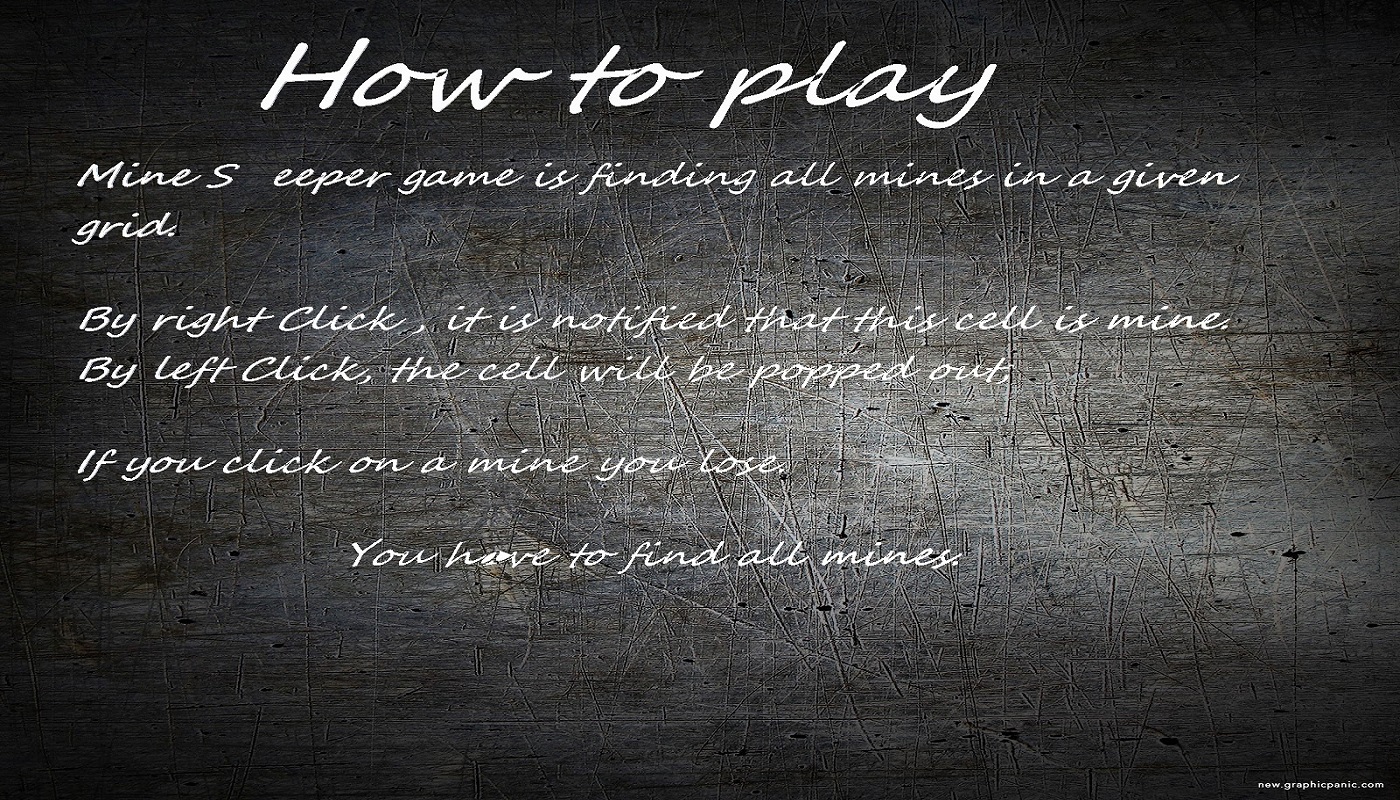 How to play
Mine S eeper game is finding all mines in a given
grid.
By right Click , it is notified that this cell is mine.
By left Click, the cell will be popped out;
If you click on a mine you lose.
You have to find all mines.
new.graphicpanic.com